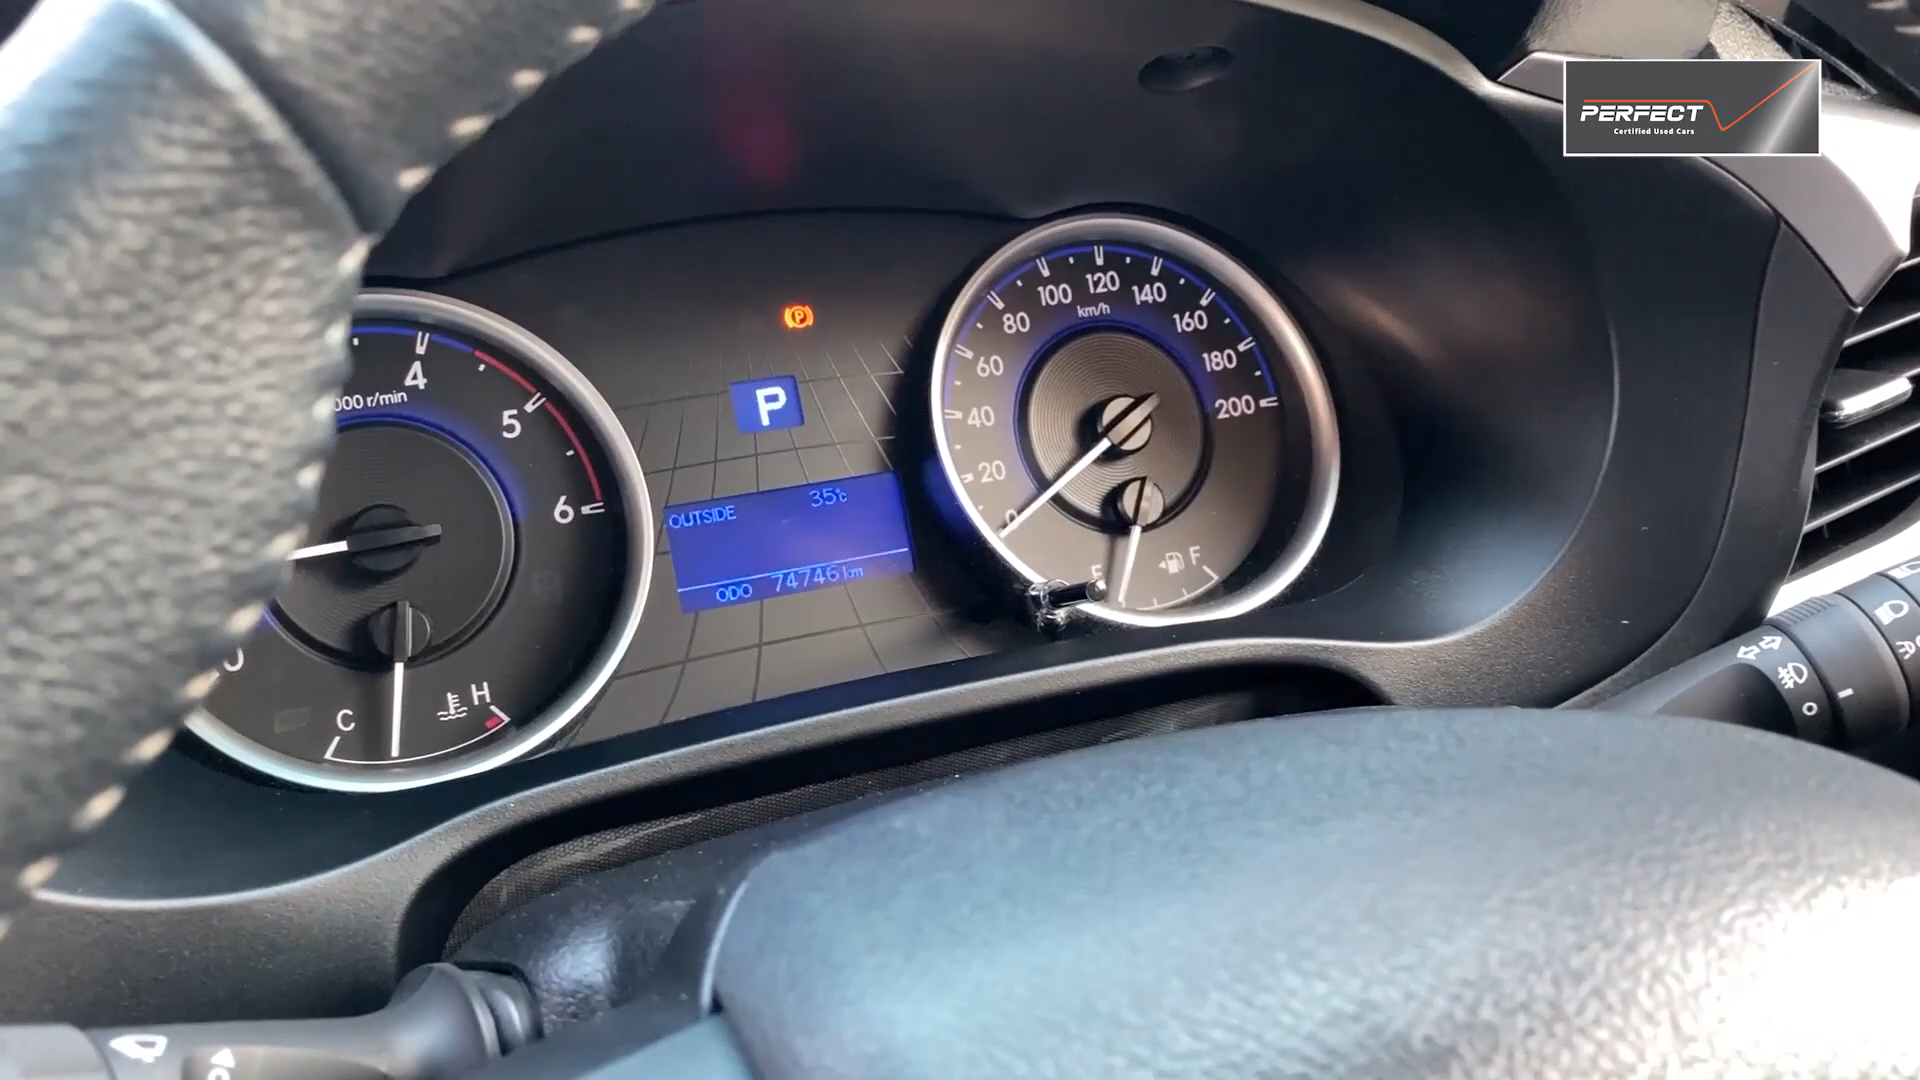 PERFECT
Certified Used Cars
4
000 r/min
5
6
C
H
P
P
OUTSIDE 35°C
ODO 74746 km
0
20
40
60
80
100
120
140
160
180
200
km/h
F